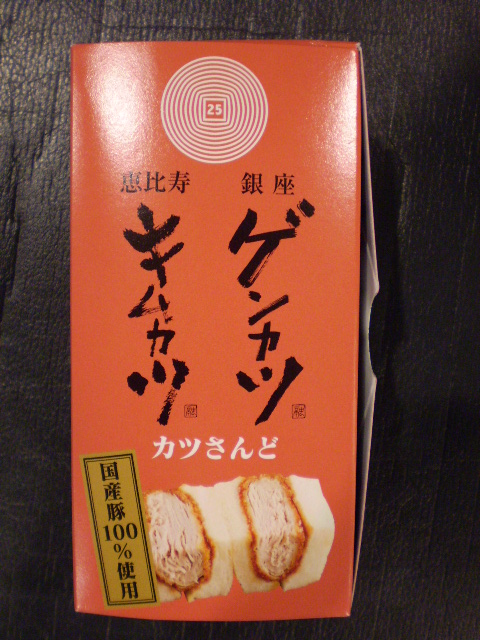 25
銀座
ゲンカツ
恵比寿
キムカツ
カツさんど
国産豚100%使用